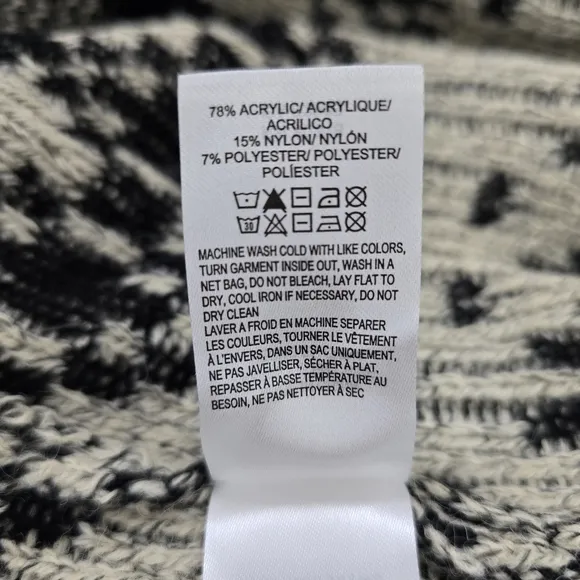 78% ACRYLIC/ ACRYLIQUE/
ACRILICO
15% NYLON/ NYLÓN
7% POLYESTER/ POLYESTER/
POLÍESTER
30
MACHINE WASH COLD WITH LIKE COLORS,
TURN GARMENT INSIDE OUT, WASH IN A
NET BAG, DO NOT BLEACH, LAY FLAT TO
DRY, COOL IRON IF NECESSARY, DO NOT
DRY CLEAN
LAVER A FROID EN MACHINE SEPARER
LES COULEURS, TOURNER LE VÊTEMENT
À L'ENVERS, DANS UN SAC UNIQUEMENT,
NE PAS JAVELLISER, SÉCHER À PLAT,
REPASSER À BASSE TEMPÉRATURE AU
BESOIN, NE PAS NETTOYER À SEC